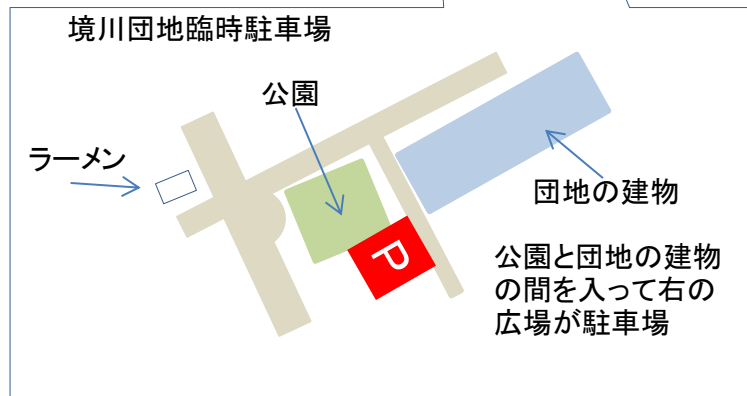 境川団地臨時駐車場
公園
ラーメン
団地の建物
P
公園と団地の建物
の間を入って右の
広場が駐車場